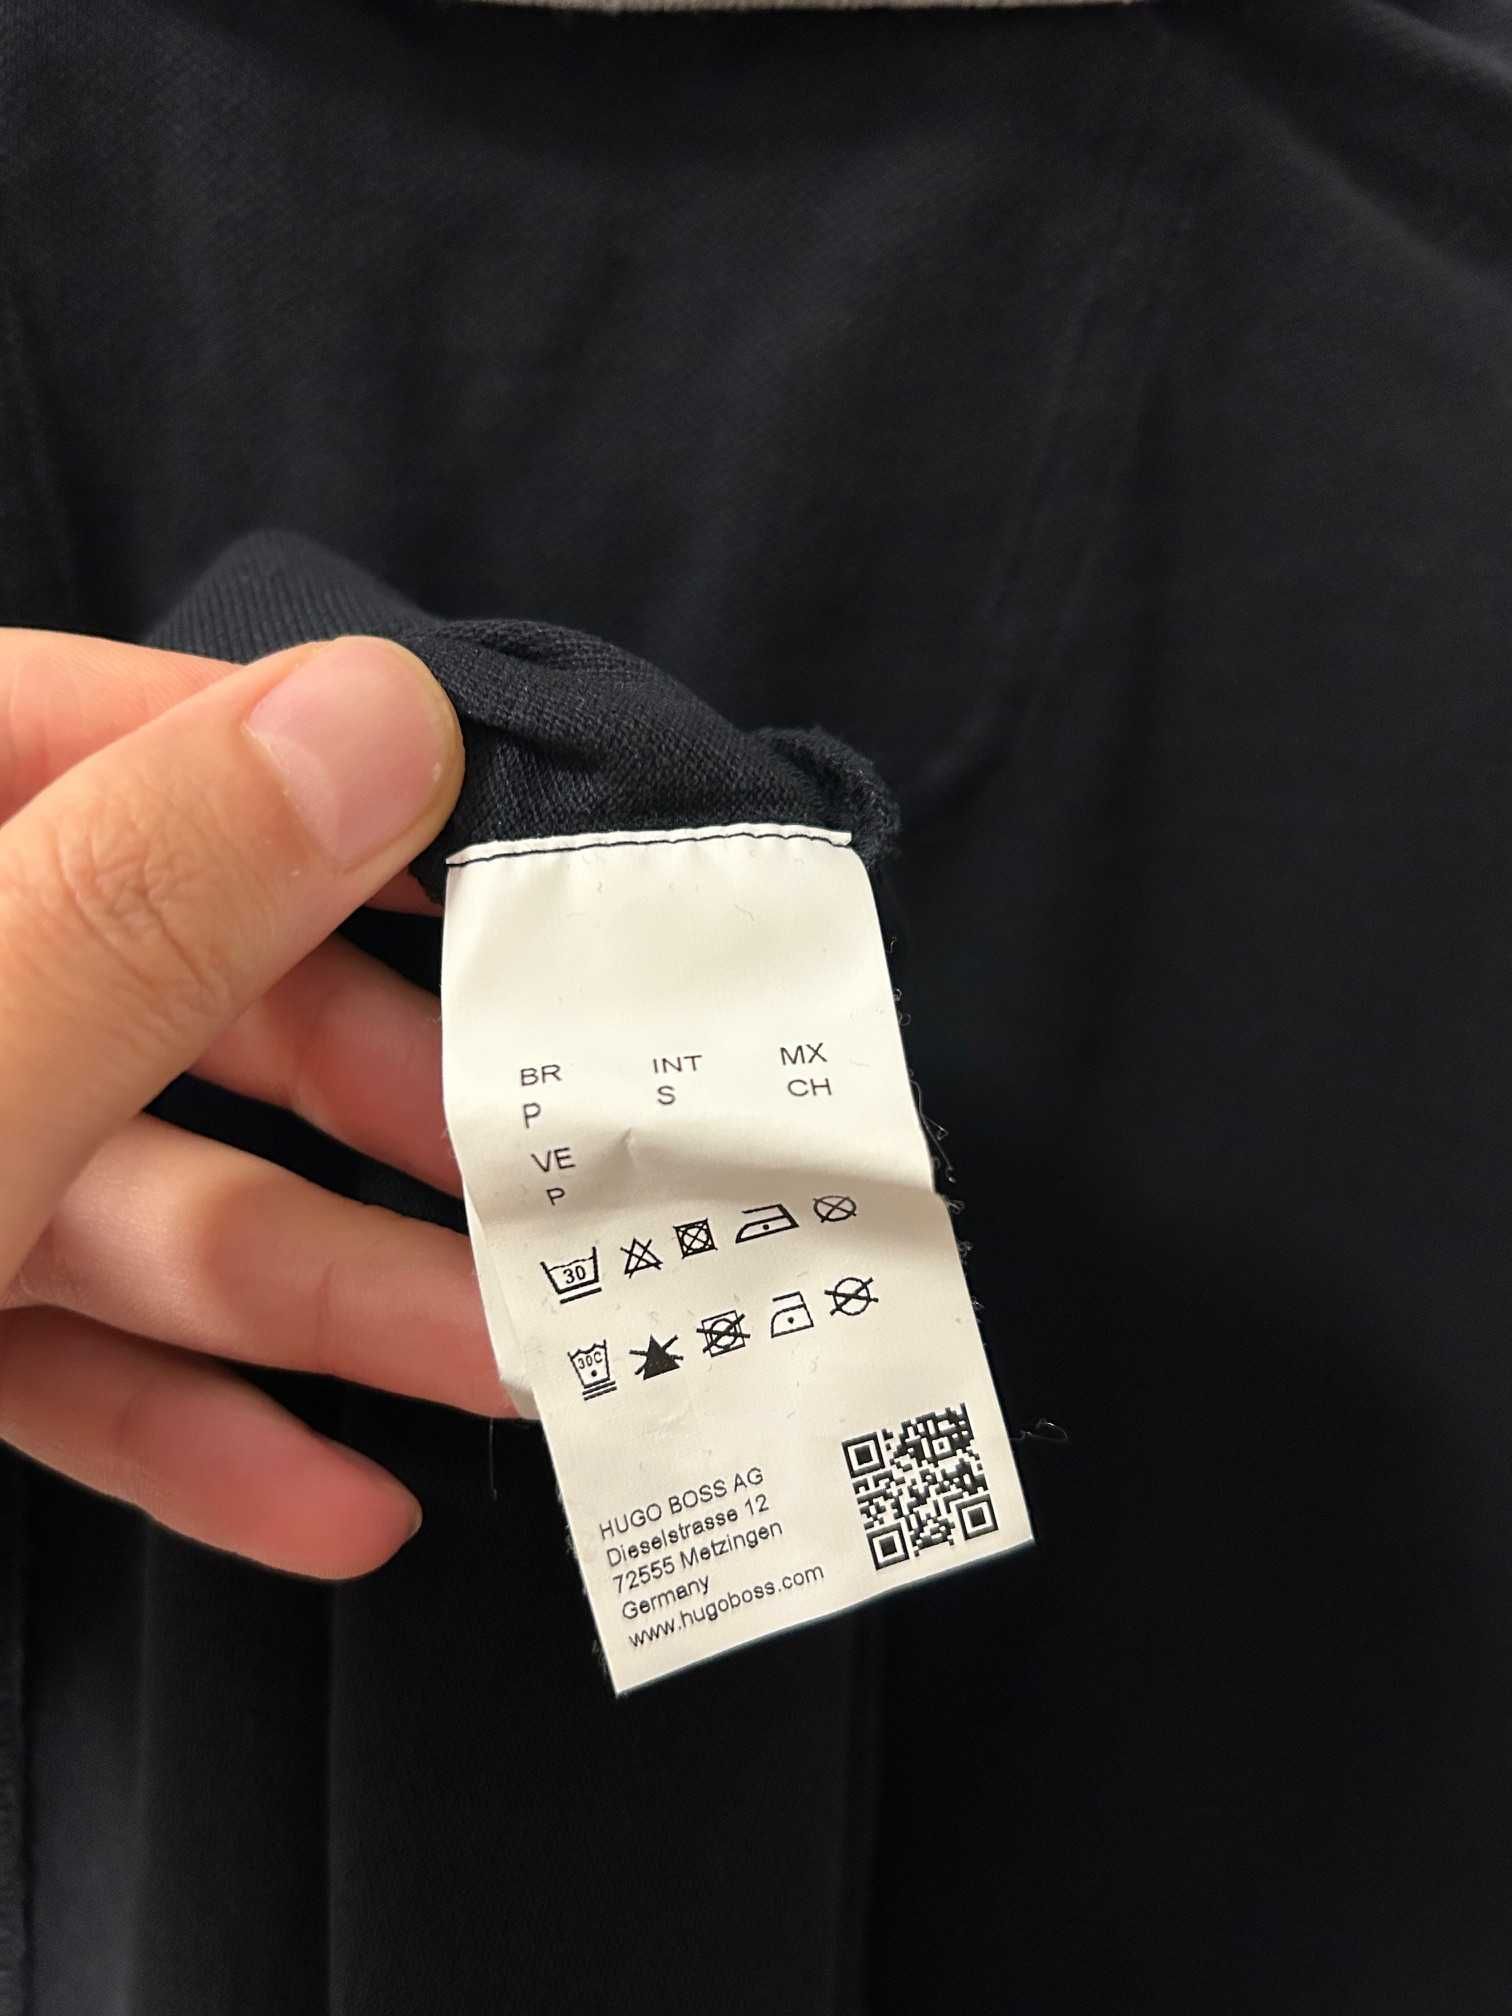 BR INT MX
P S CH
VE
P
30
30C
HUGO BOSS AG
Dieselstrasse 12
72555 Metzingen
Germany
www.hugoboss.com